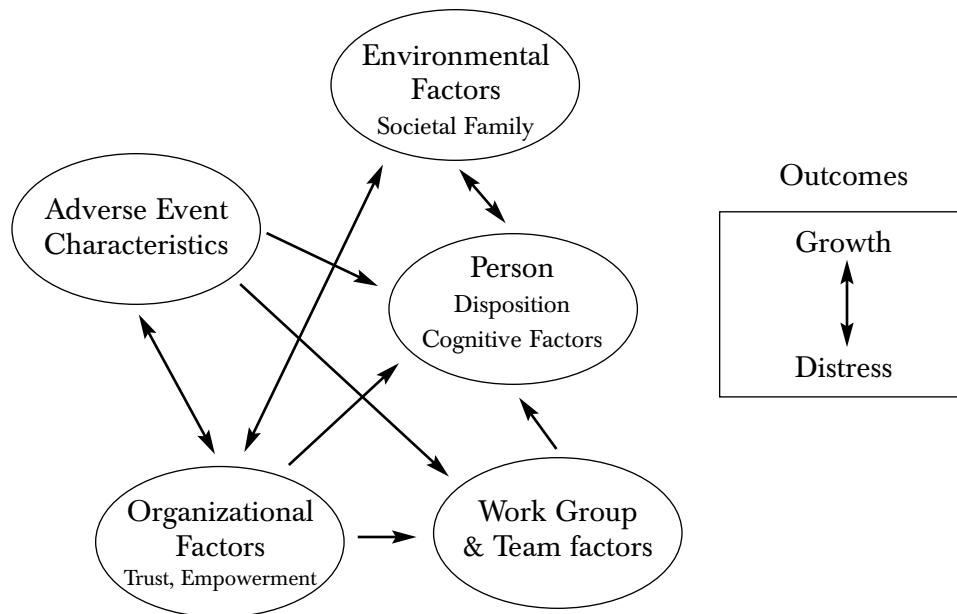 Environmental
Factors
Societal Family
Adverse Event
Characteristics
Outcomes
Growth
Distress
Person
Disposition
Cognitive Factors
Organizational
Factors
Trust, Empowerment
Work Group
& Team factors